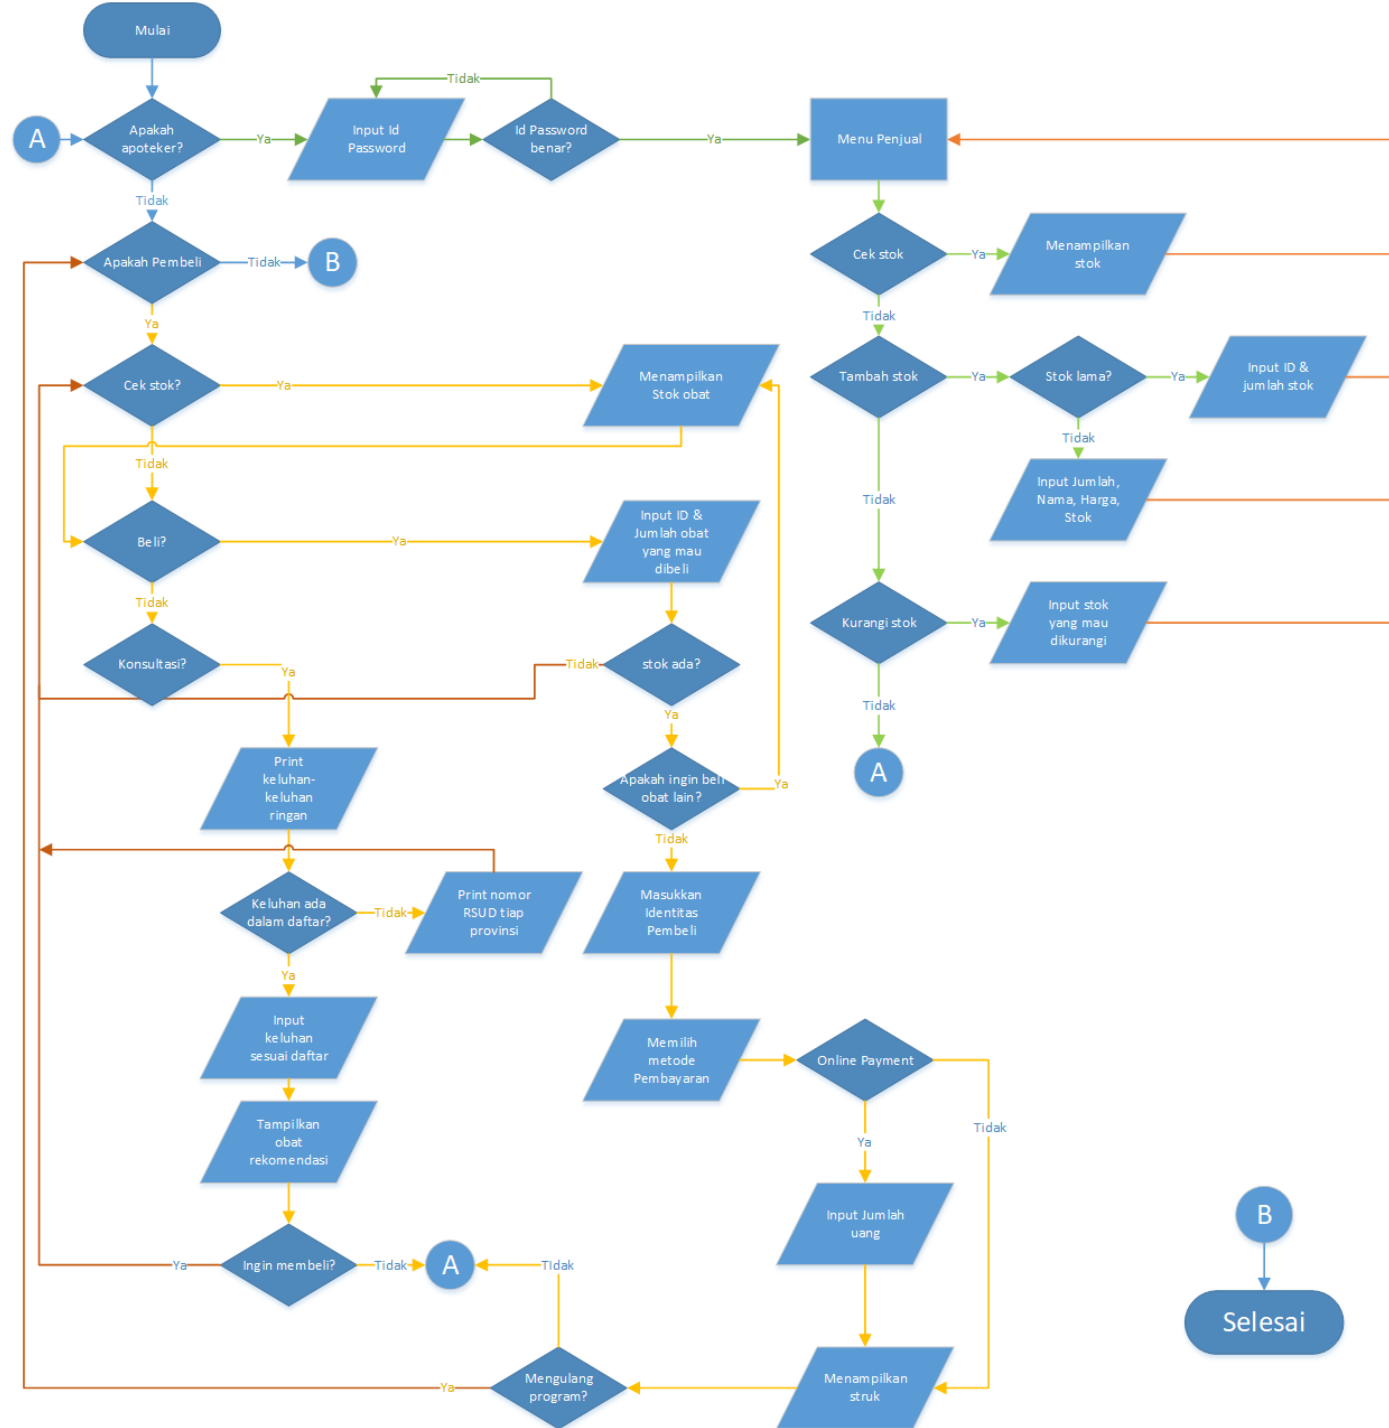 Mulai
Tidak
A
Apakah
apoteker?
Ya
Input Id
Password
Id Password
benar?
Ya
Menu Penjual
Tidak
Apakah Pembeli
Tidak
B
Cek stok
Ya
Menampilkan
stok
Ya
Tidak
Cek stok?
Ya
Menampilkan
Stok obat
Tambah stok
Ya
Stok lama?
Ya
Input ID &
jumlah stok
Tidak
Tidak
Input Jumlah,
Nama, Harga,
Stok
Tidak
Beli?
Ya
Input ID &
Jumlah obat
yang mau
dibeli
Tidak
Kurangi stok
Ya
Input stok
yang mau
dikurangi
Konsultasi?
Ya
Tidak
stok ada?
Tidak
Ya
A
Print
keluhan-
keluhan
ringan
Apakah ingin beli
obat lain?
Ya
Tidak
Keluhan ada
dalam daftar?
Tidak
Print nomor
RSUD tiap
provinsi
Masukkan
Identitas
Pembeli
Ya
Input
keluhan
sesuai daftar
Memilih
metode
Pembayaran
Online Payment
Ya
Tidak
Tampilkan
obat
rekomendasi
Input Jumlah
uang
B
Ya
Ingin membeli?
Tidak
A
TIdak
Selesai
Ya
Mengulang
program?
Menampilkan
struk